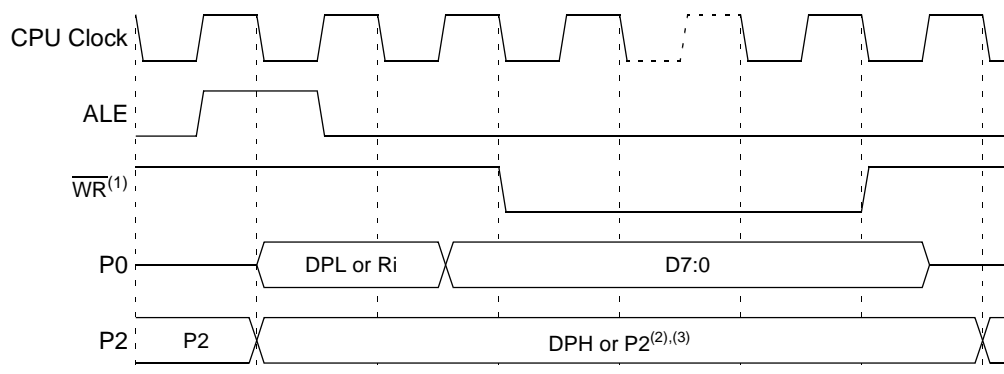 CPU Clock
ALE
WR(1)
P0 DPL or Ri D7:0
P2 P2 DPH or P2(2),(3)